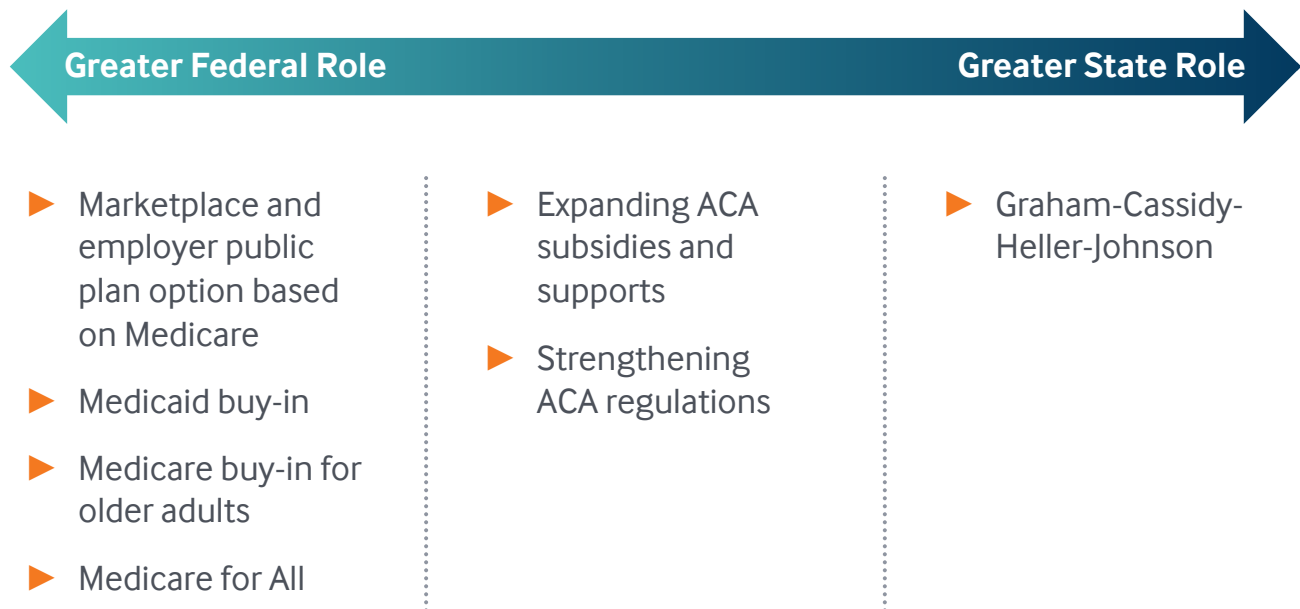 Greater Federal Role
Greater State Role
Marketplace and
employer public
plan option based
on Medicare
Medicaid buy-in
Medicare buy-in for
older adults
Medicare for All
Expanding ACA
subsidies and
supports
Strengthening
ACA regulations
Graham-Cassidy-
Heller-Johnson